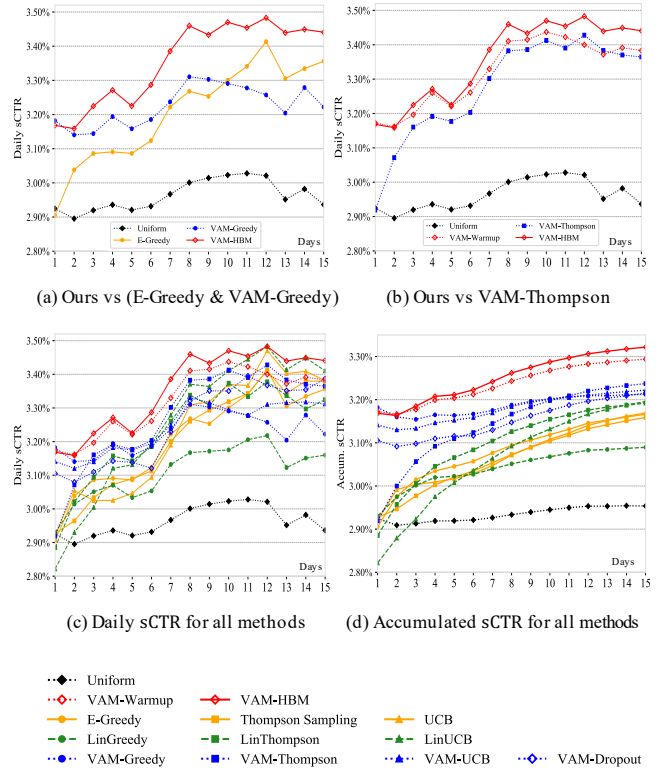 3.50%
3.40%
3.30%
3.20%
3.10%
3.00%
2.90%
2.80%
Daily sCTR
Days
Uniform
E-Greedy
VAM-Greedy
VAM-HBM
1 2 3 4 5 6 7 8 9 10 11 12 13 14 15
(a) Ours vs (E-Greedy & VAM-Greedy)
3.50%
3.40%
3.30%
3.20%
3.10%
3.00%
2.90%
2.80%
Daily sCTR
Days
Uniform
VAM-Warmup
VAM-Thompson
VAM-HBM
1 2 3 4 5 6 7 8 9 10 11 12 13 14 15
(b) Ours vs VAM-Thompson
3.50%
3.40%
3.30%
3.20%
3.10%
3.00%
2.90%
2.80%
Daily sCTR
Days
1 2 3 4 5 6 7 8 9 10 11 12 13 14 15
(c) Daily sCTR for all methods
3.30%
3.20%
3.10%
3.00%
2.90%
2.80%
Accum. sCTR
Days
1 2 3 4 5 6 7 8 9 10 11 12 13 14 15
(d) Accumulated sCTR for all methods
Uniform
VAM-Warmup VAM-HBM
E-Greedy Thompson Sampling UCB
LinGreedy LinThompson LinUCB
VAM-Greedy VAM-Thompson VAM-UCB VAM-Dropout